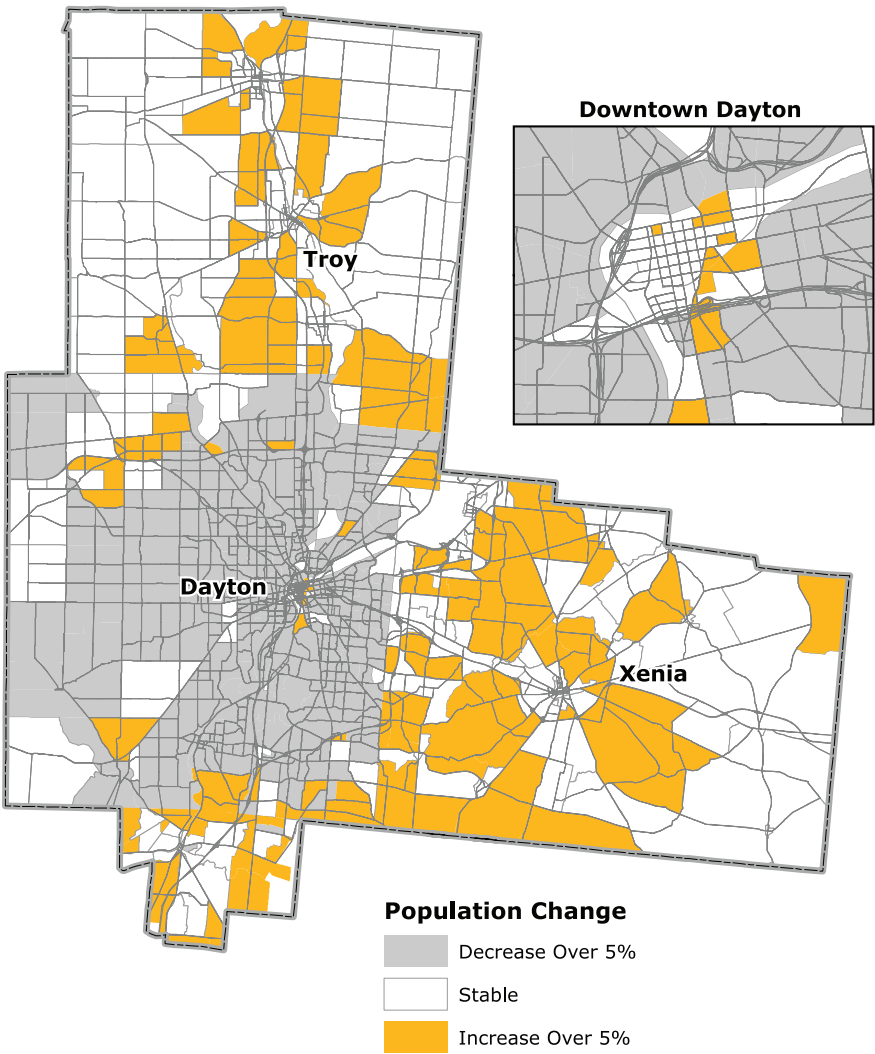 Downtown Dayton
Troy
Dayton
Xenia
Population Change
Decrease Over 5%
Stable
Increase Over 5%